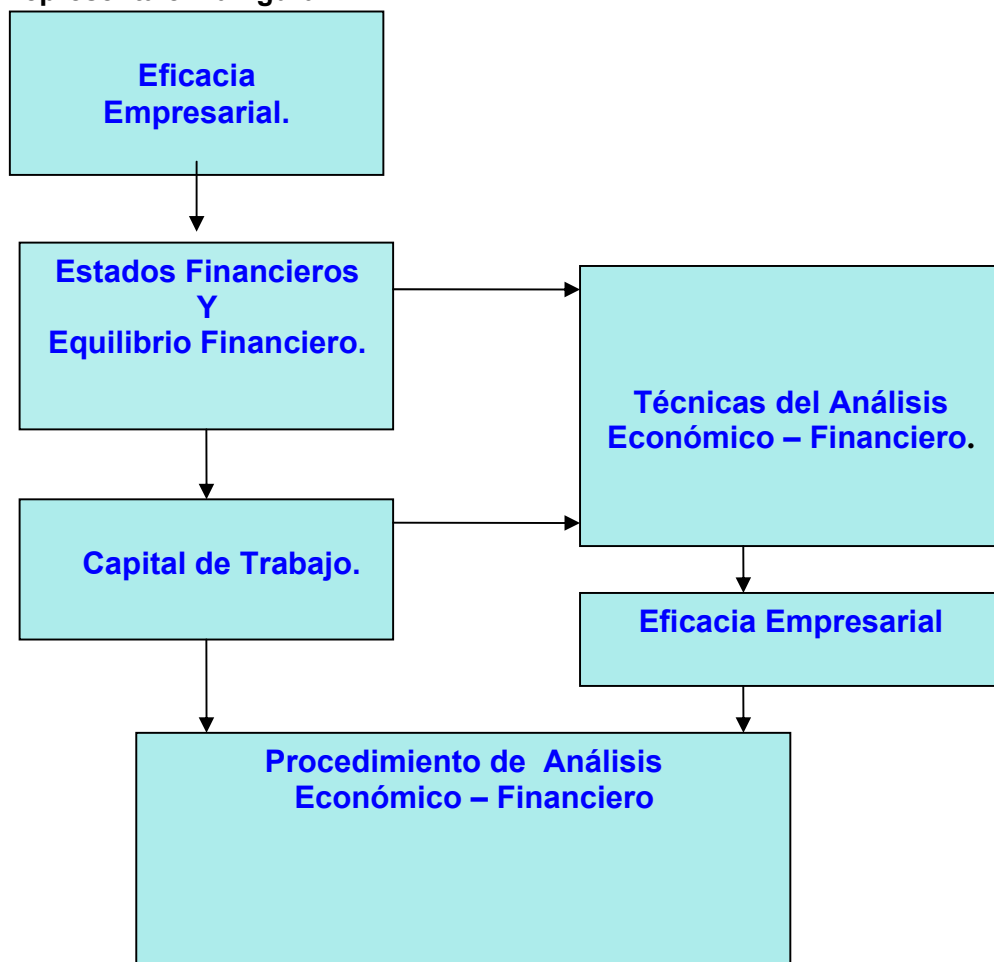 Eficacia
Empresarial.
Estados Financieros
Y
Equilibrio Financiero.
Técnicas del Análisis
Económico – Financiero.
Capital de Trabajo.
Eficacia Empresarial
Procedimiento de Análisis
Económico – Financiero